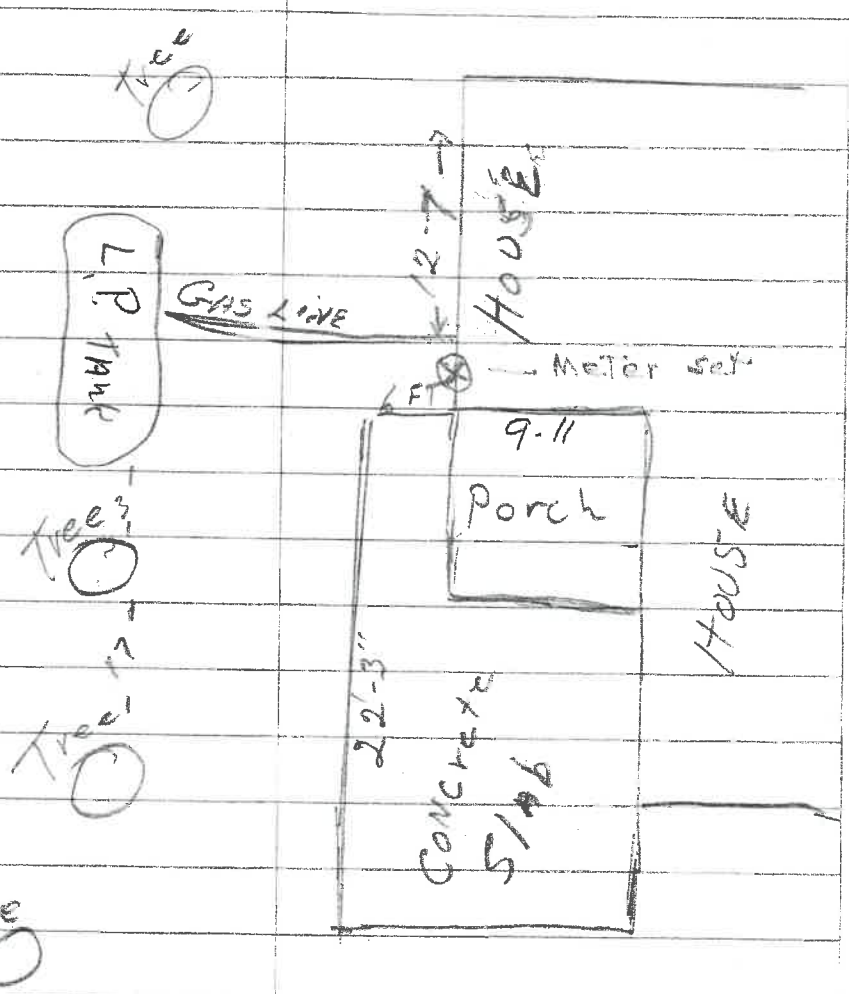 Tree
12-7
HOUSE
LP TANK
GAS LINE
Meter set
6 FT
9-11
Porch
Tree
HOUSE
22'-3"
Tree
Concrete
Slab
e